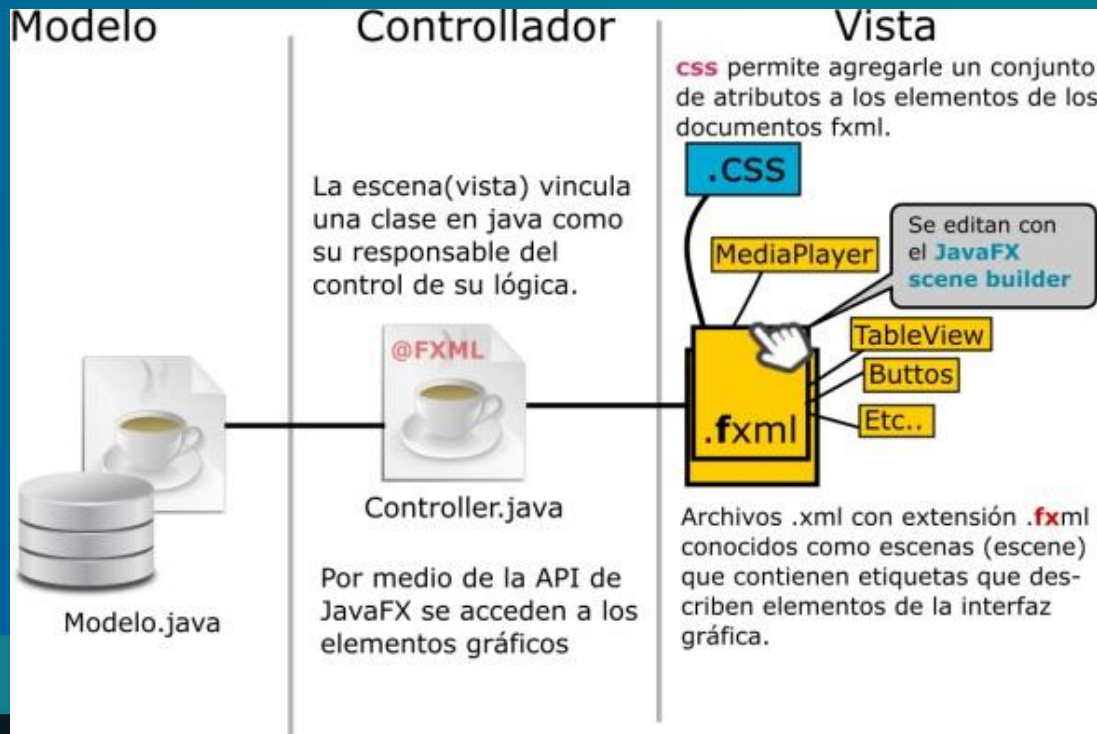 Modelo
Modelo.java
Controllador
La escena(vista) vincula
una clase en java como
su responsable del
control de su lógica.
@FXML
Controller.java
Por medio de la API de
JavaFX se acceden a los
elementos gráficos
Vista
css permite agregarle un conjunto
de atributos a los elementos de los
documentos fxml.
.CSS
MediaPlayer
Se editan con
el JavaFX
scene builder
TableView
Buttos
Etc..
.fxml
Archivos .xml con extensión .fxml
conocidos como escenas (escene)
que contienen etiquetas que des-
criben elementos de la interfaz
gráfica.